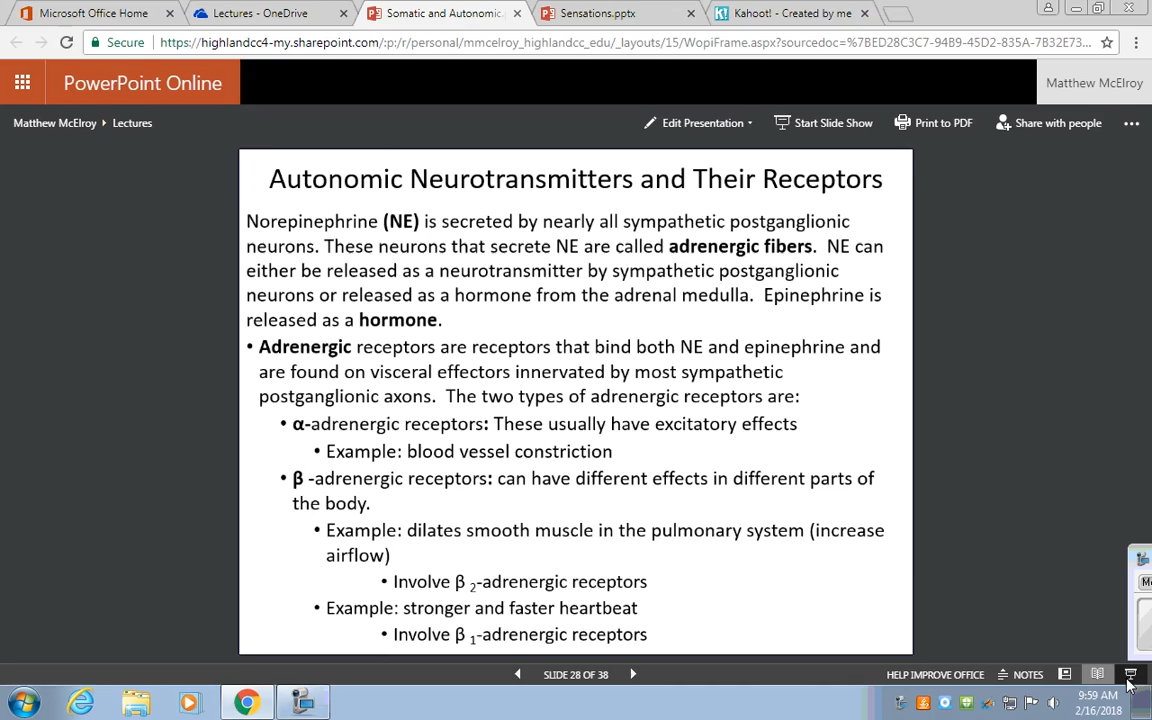 Microsoft Office Home
Lectures - OneDrive
Somatic and Autonomic
Sensations.pptx
Kahoot! - Created by me
Secure
https://highlandcc4-my.sharepoint.com/:p:/r/personal/mmcelroy_highlandcc_edu/_layouts/15/WopiFrame.aspx?sourcedoc=%7BED28C3C7-94B9-45D2-835A-7B32E73...
PowerPoint Online
Matthew McElroy
Matthew McElroy
Lectures
Edit Presentation
Start Slide Show
Print to PDF
Share with people
Autonomic Neurotransmitters and Their Receptors
Norepinephrine (NE) is secreted by nearly all sympathetic postganglionic
neurons. These neurons that secrete NE are called adrenergic fibers. NE can
either be released as a neurotransmitter by sympathetic postganglionic
neurons or released as a hormone from the adrenal medulla. Epinephrine is
released as a hormone.
• Adrenergic receptors are receptors that bind both NE and epinephrine and
are found on visceral effectors innervated by most sympathetic
postganglionic axons. The two types of adrenergic receptors are:
• α-adrenergic receptors: These usually have excitatory effects
• Example: blood vessel constriction
• β -adrenergic receptors: can have different effects in different parts of
the body.
• Example: dilates smooth muscle in the pulmonary system (increase
airflow)
• Involve β 2-adrenergic receptors
• Example: stronger and faster heartbeat
• Involve β 1-adrenergic receptors
SLIDE 28 OF 38
HELP IMPROVE OFFICE
NOTES
9:59 AM
2/16/2018